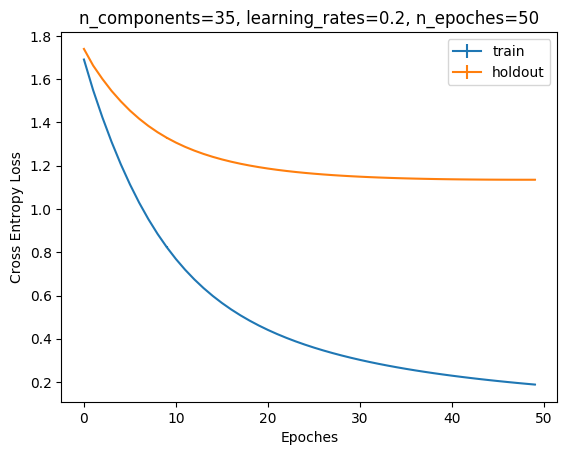 n_components=35, learning_rates=0.2, n_epoches=50
train
holdout
Cross Entropy Loss
1.8
1.6
1.4
1.2
1.0
0.8
0.6
0.4
0.2
0 10 20 30 40 50
Epoches